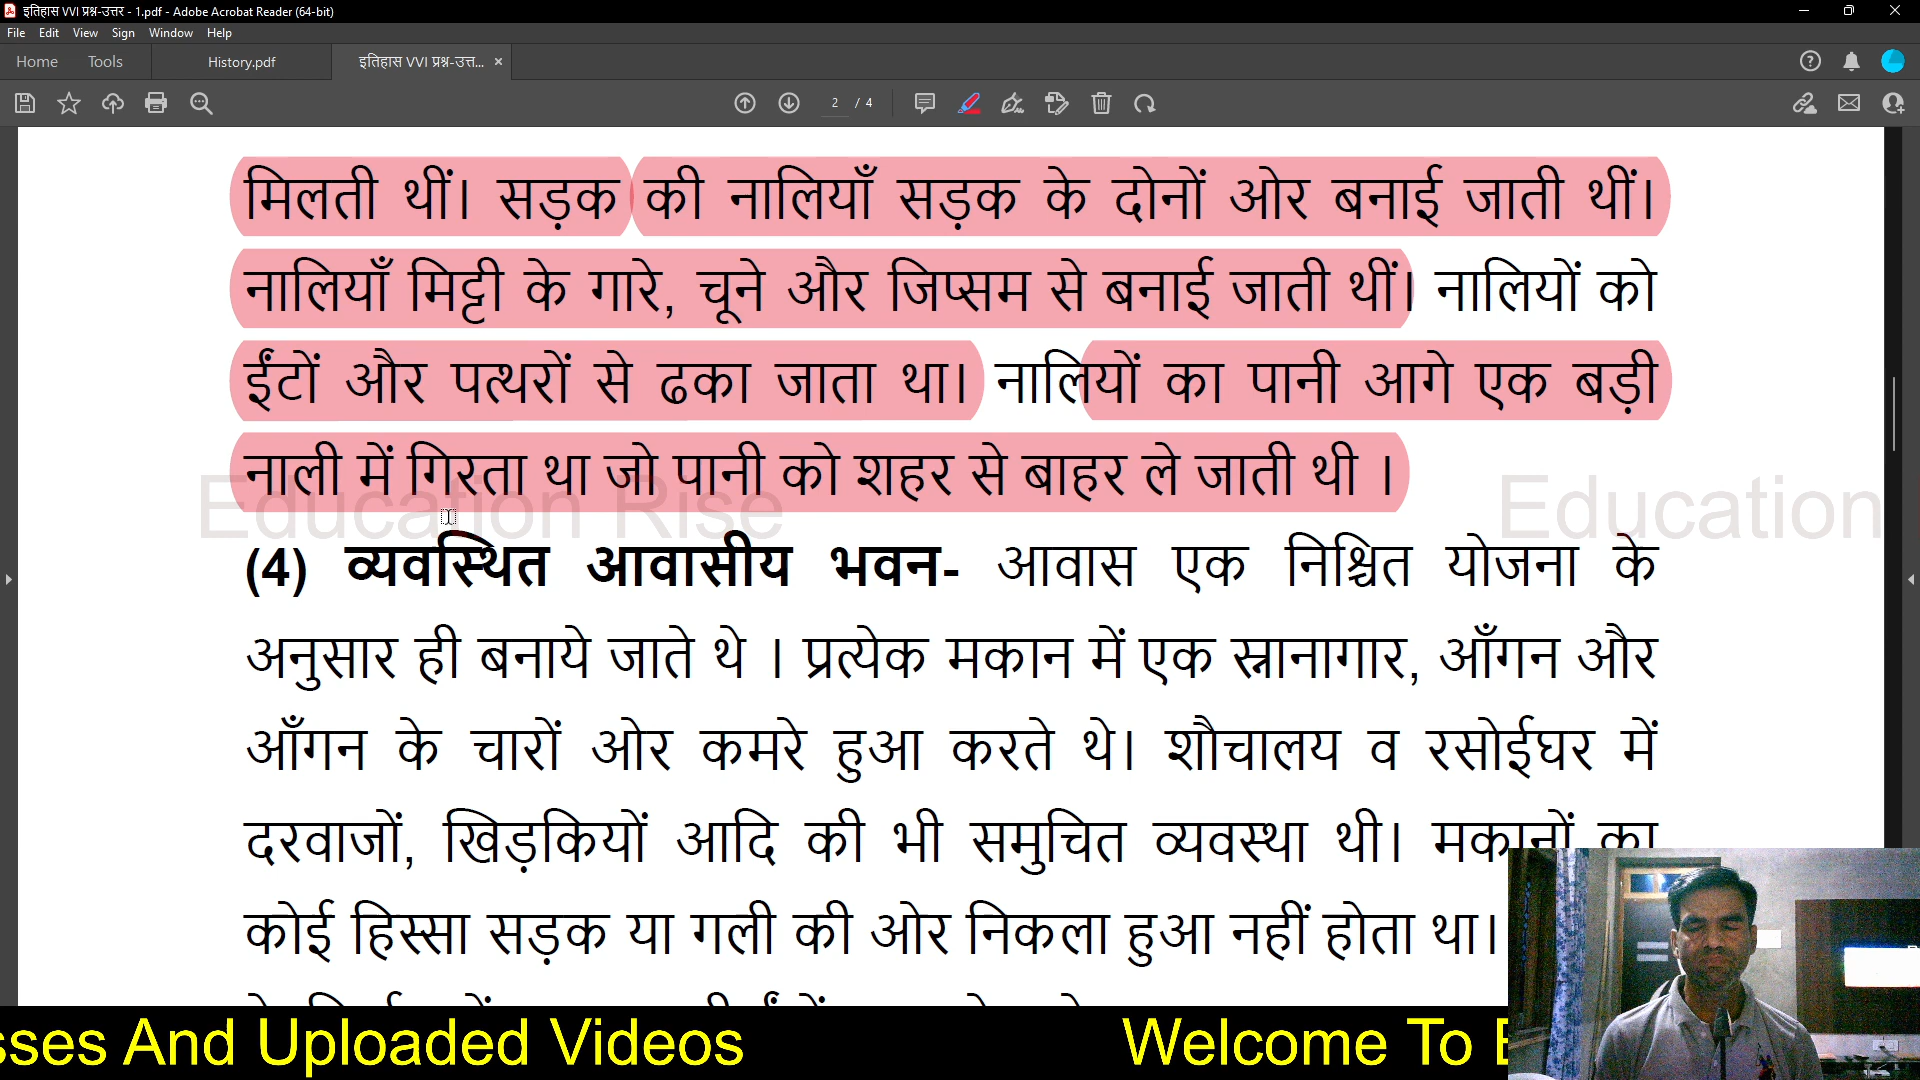 इतिहास VVI प्रश्न-उत्तर - 1.pdf - Adobe Acrobat Reader (64-bit)
File Edit View Sign Window Help
Home Tools History.pdf इतिहास VVI प्रश्न-उत्त... ×
2 / 4
मिलती थीं। सड़क की नालियाँ सड़क के दोनों ओर बनाई जाती थीं।
नालियाँ मिट्टी के गारे, चूने और जिप्सम से बनाई जाती थीं। नालियों को
ईंटों और पत्थरों से ढका जाता था। नालियों का पानी आगे एक बड़ी
नाली में गिरता था जो पानी को शहर से बाहर ले जाती थी ।
Education Rise Education
(4) व्यवस्थित आवासीय भवन- आवास एक निश्चित योजना के
अनुसार ही बनाये जाते थे । प्रत्येक मकान में एक स्नानागार, आँगन और
आँगन के चारों ओर कमरे हुआ करते थे। शौचालय व रसोईघर में
दरवाजों, खिड़कियों आदि की भी समुचित व्यवस्था थी। मकानों का
कोई हिस्सा सड़क या गली की ओर निकला हुआ नहीं होता था।
sses And Uploaded Videos Welcome To E